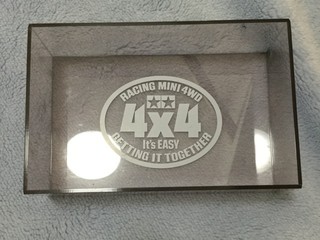 RACING MINI 4WD
4x4
It's EASY
GETTING IT TOGETHER